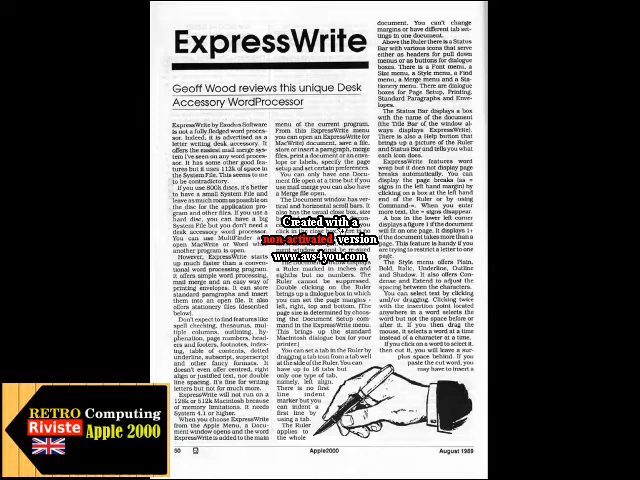 ExpressWrite
Geoff Wood reviews this unique Desk
Accessory WordProcessor
ExpressWrite by Exodus Software
is not a fully fledged word proces-
sor. Indeed, it is advertised as a
letter writing desk accessory. It
offers the easiest mail merge sys-
tem I've seen on any word proces-
sor. It has some other good fea-
tures but it uses 112k of space in
the System File. This seems to use
to be contradictory!
If you use 800k discs, it's better
to have a small System File and
leave as much room as possible on
the disc for the application pro-
gram and other files. If you use a
hard disc, you can have a big
System File but you don't need a
desk accessory word processor.
You can use MultiFinder and
open MacWrite or Word while
another program is open.
However, ExpressWrite starts
up much faster than a conven-
tional word processing program.
It offers simple word processing,
mail merge and an easy way of
printing envelopes. It can store
standard paragraphs and insert
them into an open file. It also
offers stationery files (described
below).
Don't expect to find features like
spell checking, thesaurus, mul-
tiple columns, outlining, hy-
phenation, page numbers, head-
ers and footers, footnotes, index-
ing, table of contents, dotted
underline, subscript, superscript
and other fancy formats. It
doesn't even offer centred, right
align or justified text, nor double
line spacing. It's fine for writing
letters but not for much more.
ExpressWrite will not run on a
128k or 512k Macintosh because
of memory limitations. It needs
System 4.1 or higher.
When you choose ExpressWrite
from the Apple Menu, a Docu-
ment window opens and the word
ExpressWrite is added to the main
menu of the current program.
From this ExpressWrite menu
you can open an ExpressWrite (or
MacWrite) document, save a file,
store or insert a paragraph, merge
files, print a document or an enve-
lope or labels, specify the page
setup and set certain preferences.
You can only have one Docu-
ment file open at a time but if you
use mail merge you can also have
a Merge file open.
The Document window has ver-
tical and horizontal scroll bars. It
also has the usual close box, size
ment window cannot be re-sized
a Ruler marked in inches and
eighths but no numbers. The
Ruler cannot be suppressed.
Double clicking on the Ruler
brings up a dialogue box in which
you can set the page margins -
left, right, top and bottom. (The
page size is determined by choos-
ing the Document Setup com-
mand in the ExpressWrite menu.
This brings up the standard
Macintosh dialogue box for your
printer.)
You can set a tab in the Ruler by
dragging a tab icon from a tab well
at the side of the Ruler. You can
have up to 16 tabs but
only one type of tab,
namely, left align.
There is no first
line indent
marker but you
can indent a
first line by
using a tab.
The Ruler
applies to
the whole
document. You can't change
margins or have different tab set-
tings in one document.
Above the Ruler there is a Status
Bar with various icons that serve
either as headers for pull down
menus or as buttons for dialogue
boxes. There is a Font menu, a
Size menu, a Style menu, a Find
menu, a Merge menu and a Sta-
tionery menu. There are dialogue
boxes for Page Setup, Printing,
Standard Paragraphs and Enve-
lopes.
The Status Bar displays a box
with the name of the document
(the Title Bar of the window al-
ways displays ExpressWrite).
There is also a Help button that
brings up a picture of the Ruler
and Status Bar and tells you what
each icon does.
ExpressWrite features word
wrap but it does not display page
breaks automatically. You can
display the page breaks (as =
signs in the left hand margin) by
clicking on a box at the left hand
end of the Ruler or by using
Command-=. When you enter
more text, the = signs disappear.
A box in the lower left corner
displays a figure 1 if the document
will fit on one page. It displays 1+
if the document takes more than a
page. This feature is handy if you
are trying to restrict a letter to one
page.
The Style menu offers Plain,
Bold, Italic, Underline, Outline
and Shadow. It also offers Con-
dense and Extend to adjust the
spacing between the characters.
You can select text by clicking
and/or dragging. Clicking twice
with the insertion point located
anywhere in a word selects the
word but not the space before or
after it. If you then drag the
mouse, it selects a word at a time
instead of a character at a time.
If you click on a word to select it,
then cut it, you will leave a sur-
plus space behind. If you
paste the cut word, you
may have to insert a
Created with a
non-activated version
www.avs4you.com
RETRO Computing
Riviste
Apple 2000
50
Apple2000
August 1989